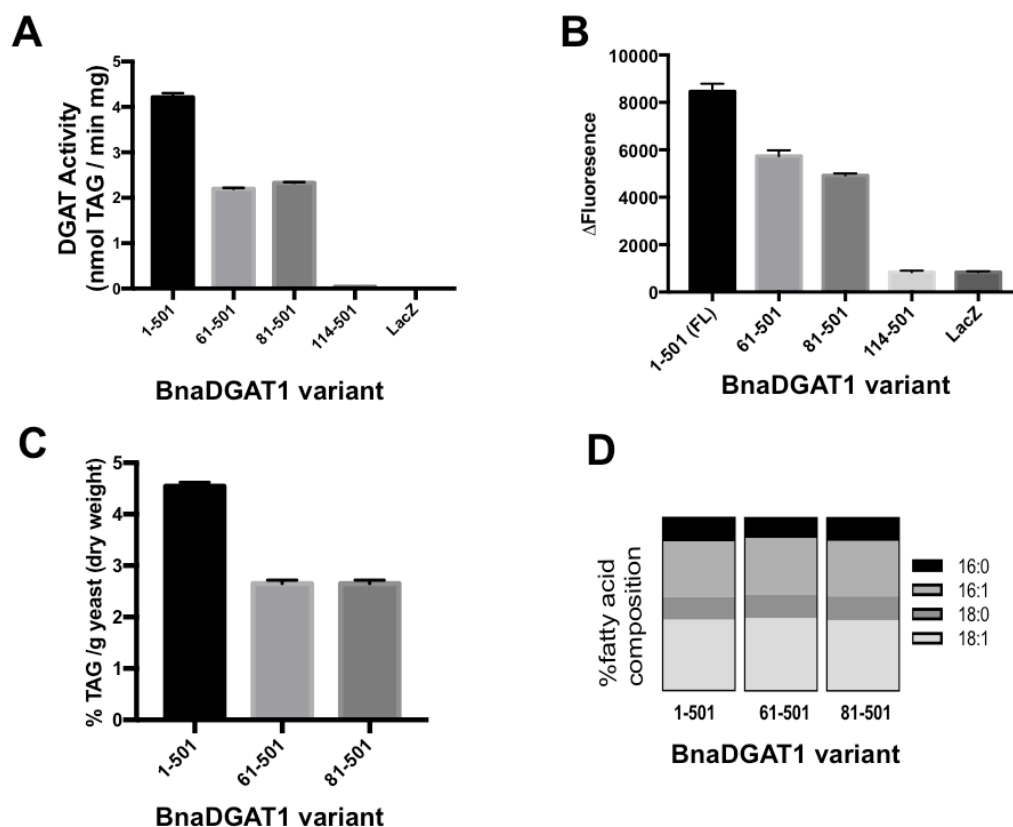 A
DGAT Activity
(nmol TAG / min mg)
5
4
3
2
1
0
1-501
61-501
81-501
114-501
LacZ
BnaDGAT1 variant
B
ΔFluoresence
10000
8000
6000
4000
2000
0
1-501 (FL)
61-501
81-501
114-501
LacZ
BnaDGAT1 variant
C
% TAG /g yeast (dry weight)
5
4
3
2
1
0
1-501
61-501
81-501
BnaDGAT1 variant
D
%fatty acid
composition
16:0
16:1
18:0
18:1
1-501
61-501
81-501
BnaDGAT1 variant